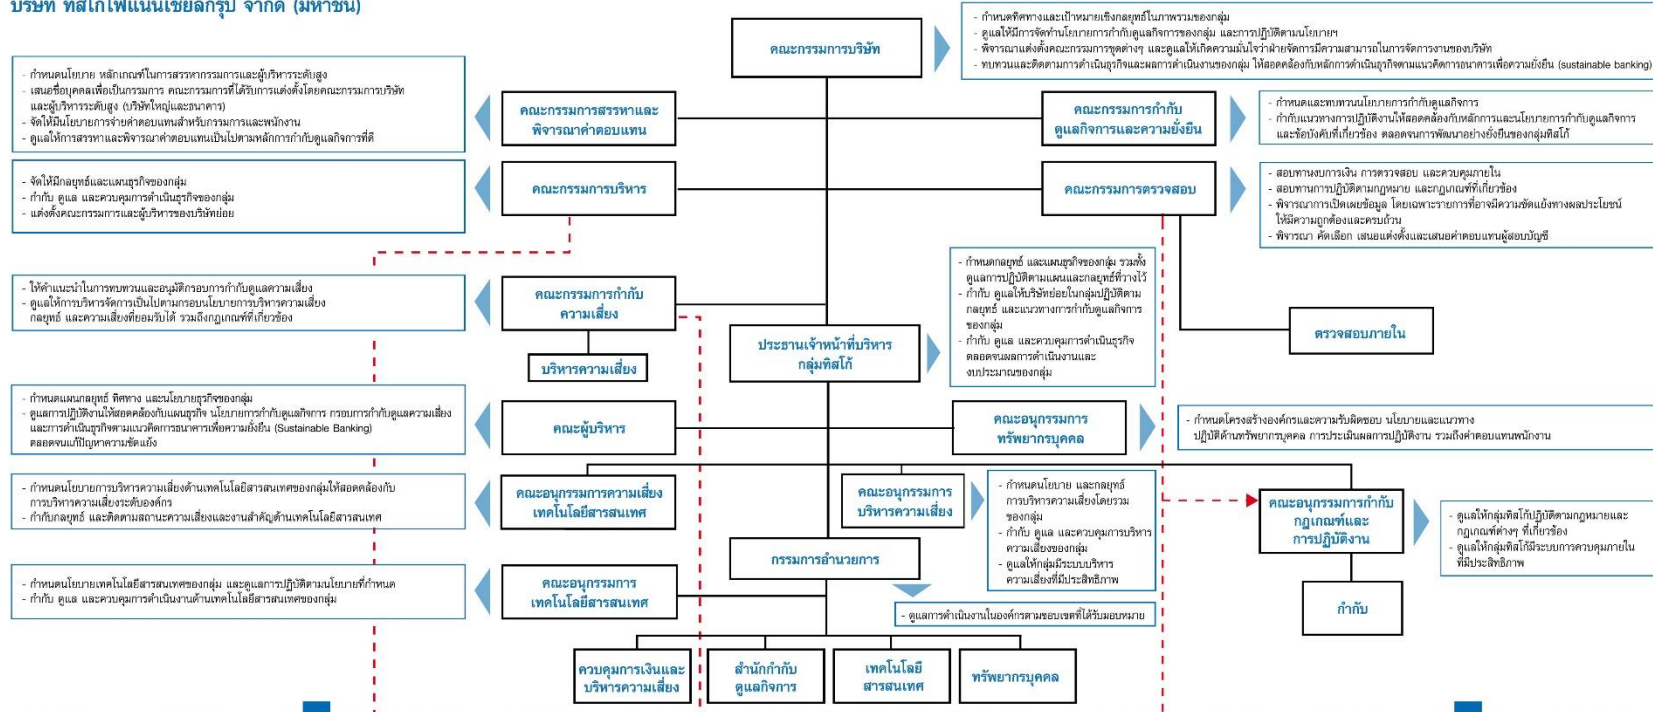 บริษัท ทิสโก้ไฟแนนเชียลกรุ๊ป จำกัด (มหาชน)
คณะกรรมการบริษัท
- กำหนดทิศทางและเป้าหมายเชิงกลยุทธ์ในภาพรวมของกลุ่ม
- ดูแลให้มีการจัดทำนโยบายการกำกับดูแลกิจการของกลุ่ม และการปฏิบัติตามนโยบายฯ
- พิจารณาแต่งตั้งคณะกรรมการชุดต่างๆ และดูแลให้เกิดความมั่นใจว่าฝ่ายจัดการมีความสามารถในการจัดการงานของบริษัท
- ทบทวนและติดตามการดำเนินธุรกิจและผลการดำเนินงานของกลุ่ม ให้สอดคล้องกับหลักการดำเนินธุรกิจตามแนวคิดการธนาคารเพื่อความยั่งยืน (sustainable banking)
- กำหนดนโยบาย หลักเกณฑ์ในการสรรหากรรมการและผู้บริหารระดับสูง
- เสนอชื่อบุคคลเพื่อเป็นกรรมการ คณะกรรมการที่ได้รับการแต่งตั้งโดยคณะกรรมการบริษัท
และผู้บริหารระดับสูง (บริษัทใหญ่และธนาคาร)
- จัดให้มีนโยบายการจ่ายค่าตอบแทนสำหรับกรรมการและพนักงาน
- ดูแลให้การสรรหาและพิจารณาค่าตอบแทนเป็นไปตามหลักการกำกับดูแลกิจการที่ดี
คณะกรรมการสรรหาและ
พิจารณาค่าตอบแทน
คณะกรรมการกำกับ
ดูแลกิจการและความยั่งยืน
- กำหนดและทบทวนนโยบายการกำกับดูแลกิจการ
- กำกับแนวทางการปฏิบัติงานให้สอดคล้องกับหลักการและนโยบายการกำกับดูแลกิจการ
และข้อบังคับที่เกี่ยวข้อง ตลอดจนการพัฒนาอย่างยั่งยืนของกลุ่มทิสโก้
- จัดให้มีกลยุทธ์และแผนธุรกิจของกลุ่ม
- กำกับ ดูแล และควบคุมการดำเนินธุรกิจของกลุ่ม
- แต่งตั้งคณะกรรมการและผู้บริหารของบริษัทย่อย
คณะกรรมการบริหาร
คณะกรรมการตรวจสอบ
- สอบทานงบการเงิน การตรวจสอบ และควบคุมภายใน
- สอบทานการปฏิบัติตามกฎหมาย และกฎเกณฑ์ที่เกี่ยวข้อง
- พิจารณาการเปิดเผยข้อมูล โดยเฉพาะรายการที่อาจมีความขัดแย้งทางผลประโยชน์
ให้มีความถูกต้องและครบถ้วน
- พิจารณา คัดเลือก เสนอแต่งตั้งและเสนอค่าตอบแทนผู้สอบบัญชี
- ให้คำแนะนำในการทบทวนและอนุมัติกรอบการกำกับดูแลความเสี่ยง
- ดูแลให้การบริหารจัดการเป็นไปตามกรอบนโยบายการบริหารความเสี่ยง
กลยุทธ์ และความเสี่ยงที่ยอมรับได้ รวมถึงกฎเกณฑ์ที่เกี่ยวข้อง
คณะกรรมการกำกับ
ความเสี่ยง
บริหารความเสี่ยง
ประธานเจ้าหน้าที่บริหาร
กลุ่มทิสโก้
- กำหนดกลยุทธ์ และแผนธุรกิจของกลุ่ม รวมทั้ง
ดูแลการปฏิบัติตามแผนและกลยุทธ์ที่วางไว้
- กำกับ ดูแลให้บริษัทย่อยในกลุ่มปฏิบัติตาม
กลยุทธ์ และแนวทางการกำกับดูแลกิจการ
ของกลุ่ม
- กำกับ ดูแล และควบคุมการดำเนินธุรกิจ
ตลอดจนผลการดำเนินงานและ
งบประมาณของกลุ่ม
ตรวจสอบภายใน
- กำหนดแผนกลยุทธ์ ทิศทาง และนโยบายธุรกิจของกลุ่ม
- ดูแลการปฏิบัติงานให้สอดคล้องกับแผนธุรกิจ นโยบายการกำกับดูแลกิจการ กรอบการกำกับดูแลความเสี่ยง
และการดำเนินธุรกิจตามแนวคิดการธนาคารเพื่อความยั่งยืน (Sustainable Banking)
ตลอดจนแก้ปัญหาความขัดแย้ง
คณะผู้บริหาร
คณะอนุกรรมการ
ทรัพยากรบุคคล
- กำหนดโครงสร้างองค์กรและความรับผิดชอบ นโยบายและแนวทาง
ปฏิบัติด้านทรัพยากรบุคคล การประเมินผลการปฏิบัติงาน รวมถึงค่าตอบแทนพนักงาน
- กำหนดนโยบายการบริหารความเสี่ยงด้านเทคโนโลยีสารสนเทศของกลุ่มให้สอดคล้องกับ
การบริหารความเสี่ยงระดับองค์กร
- กำกับกลยุทธ์ และติดตามสถานะความเสี่ยงและงานสำคัญด้านเทคโนโลยีสารสนเทศ
คณะอนุกรรมการความเสี่ยง
เทคโนโลยีสารสนเทศ
คณะอนุกรรมการ
บริหารความเสี่ยง
- กำหนดนโยบาย และกลยุทธ์
การบริหารความเสี่ยงโดยรวม
ของกลุ่ม
- กำกับ ดูแล และควบคุมการบริหาร
ความเสี่ยงของกลุ่ม
- ดูแลให้กลุ่มมีระบบบริหาร
ความเสี่ยงที่มีประสิทธิภาพ
คณะอนุกรรมการกำกับ
กฎเกณฑ์และ
การปฏิบัติงาน
- ดูแลให้กลุ่มทิสโก้ปฏิบัติตามกฎหมายและ
กฎเกณฑ์ต่างๆ ที่เกี่ยวข้อง
- ดูแลให้กลุ่มทิสโก้มีระบบการควบคุมภายใน
ที่มีประสิทธิภาพ
กรรมการอำนวยการ
- ดูแลการดำเนินงานในองค์กรตามขอบเขตที่ได้รับมอบหมาย
- กำหนดนโยบายเทคโนโลยีสารสนเทศของกลุ่ม และดูแลการปฏิบัติตามนโยบายที่กำหนด
- กำกับ ดูแล และควบคุมการดำเนินงานด้านเทคโนโลยีสารสนเทศของกลุ่ม
คณะอนุกรรมการ
เทคโนโลยีสารสนเทศ
กำกับ
ควบคุมการเงินและ
บริหารความเสี่ยง
สำนักกำกับ
ดูแลกิจการ
เทคโนโลยี
สารสนเทศ
ทรัพยากรบุคคล